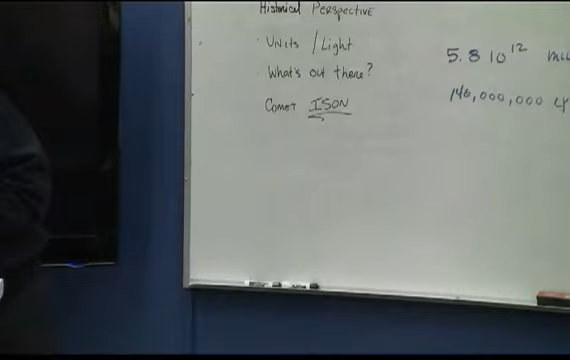 Historical Perspective
· Units / Light
· What's out there?
Comet ISON
5.8 10¹²
140,000,000